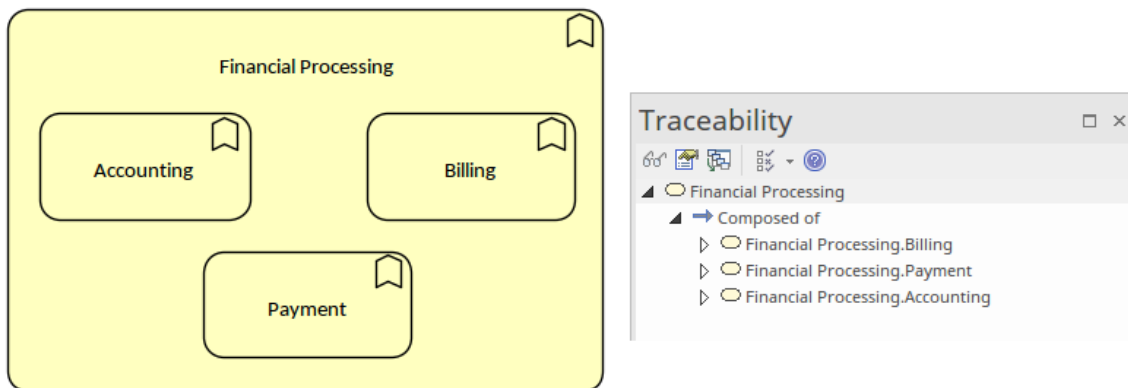 Financial Processing
Accounting
Billing
Payment
Traceability
Financial Processing
Composed of
Financial Processing.Billing
Financial Processing.Payment
Financial Processing.Accounting